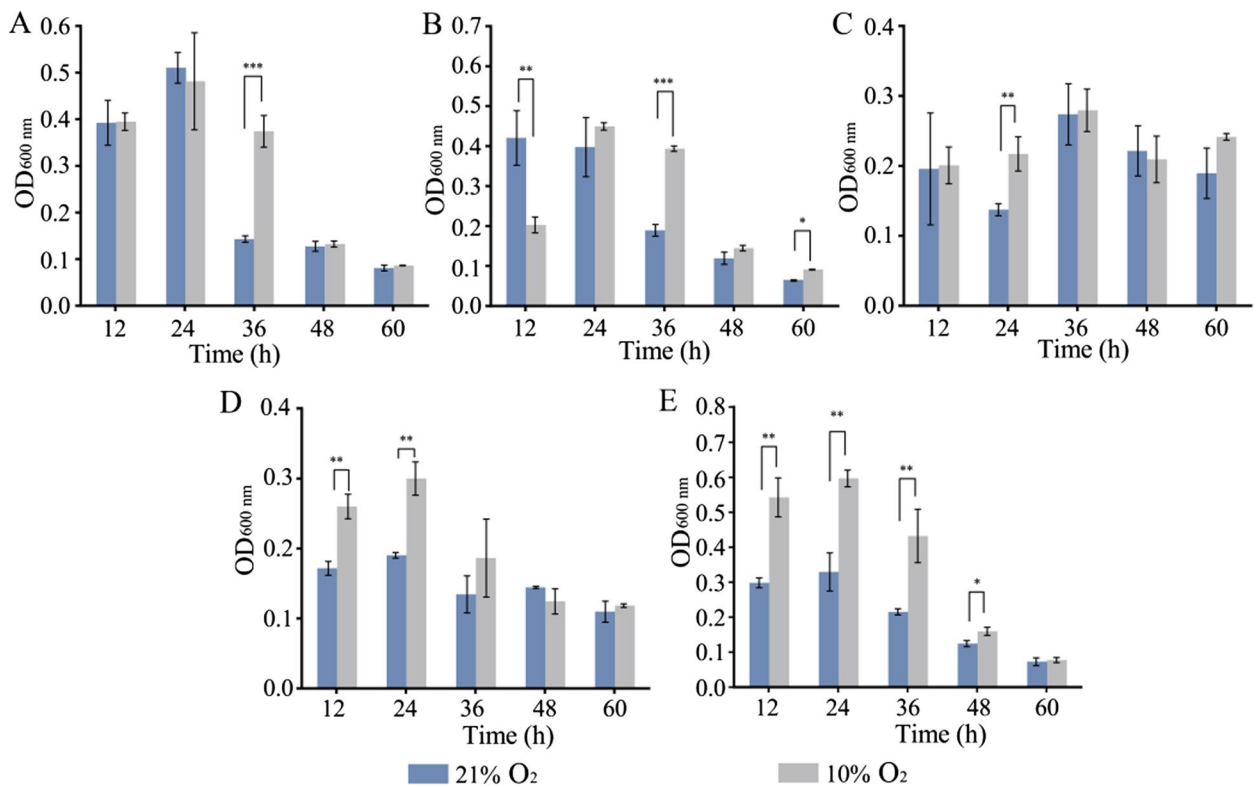 A
0.6
0.5
0.4
0.3
0.2
0.1
0.0
OD600 nm
***
12 24 36 48 60
Time (h)
B
0.7
0.6
0.5
0.4
0.3
0.2
0.1
0.0
OD600 nm
** *** *
12 24 36 48 60
Time (h)
C
0.4
0.3
0.2
0.1
0.0
OD600 nm
**
12 24 36 48 60
Time (h)
D
0.4
0.3
0.2
0.1
0.0
OD600 nm
** **
12 24 36 48 60
Time (h)
E
0.8
0.7
0.6
0.5
0.4
0.3
0.2
0.1
0.0
OD600 nm
** ** ** *
12 24 36 48 60
Time (h)
21% O2 10% O2